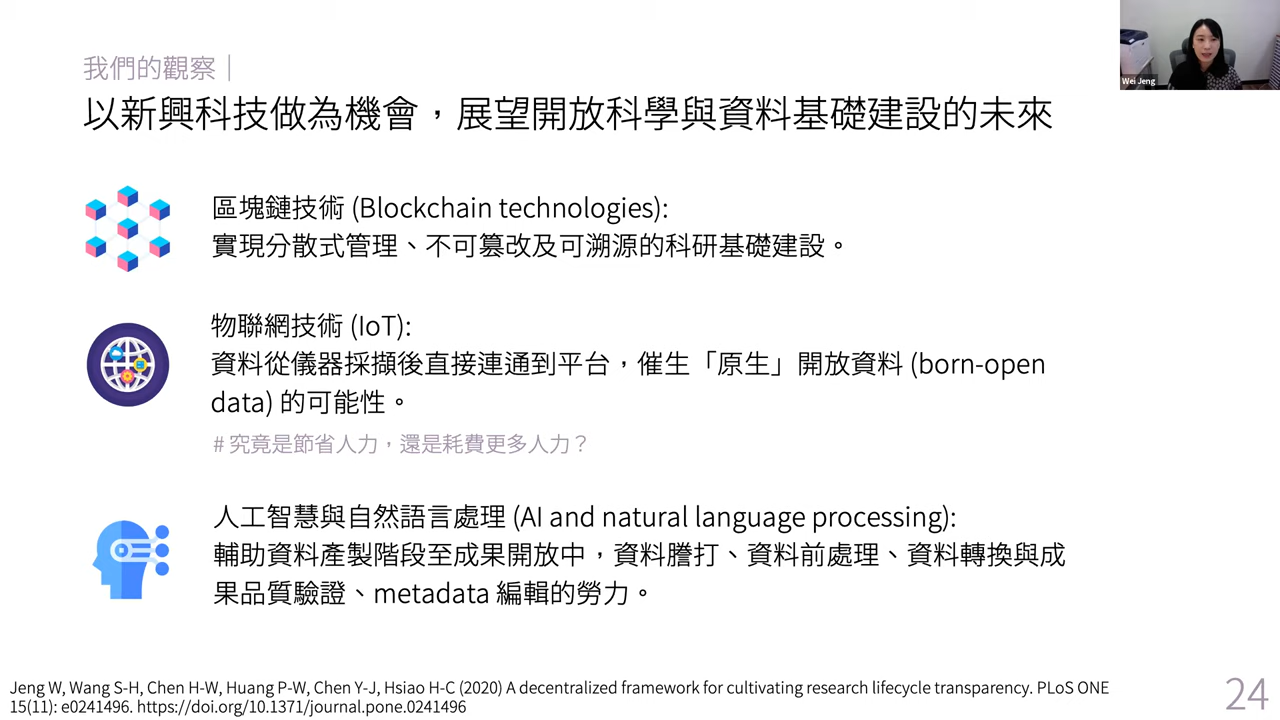 我們的觀察｜
以新興科技做為機會，展望開放科學與資料基礎建設的未來
Wei Jeng
區塊鏈技術 (Blockchain technologies):
實現分散式管理、不可篡改及可溯源的科研基礎建設。
物聯網技術 (IoT):
資料從儀器採擷後直接連通到平台，催生「原生」開放資料 (born-open
data) 的可能性。
# 究竟是節省人力，還是耗費更多人力？
人工智慧與自然語言處理 (AI and natural language processing):
輔助資料產製階段至成果開放中，資料謄打、資料前處理、資料轉換與成
果品質驗證、metadata 編輯的勞力。
Jeng W, Wang S-H, Chen H-W, Huang P-W, Chen Y-J, Hsiao H-C (2020) A decentralized framework for cultivating research lifecycle transparency. PLoS ONE
15(11): e0241496. https://doi.org/10.1371/journal.pone.0241496
24